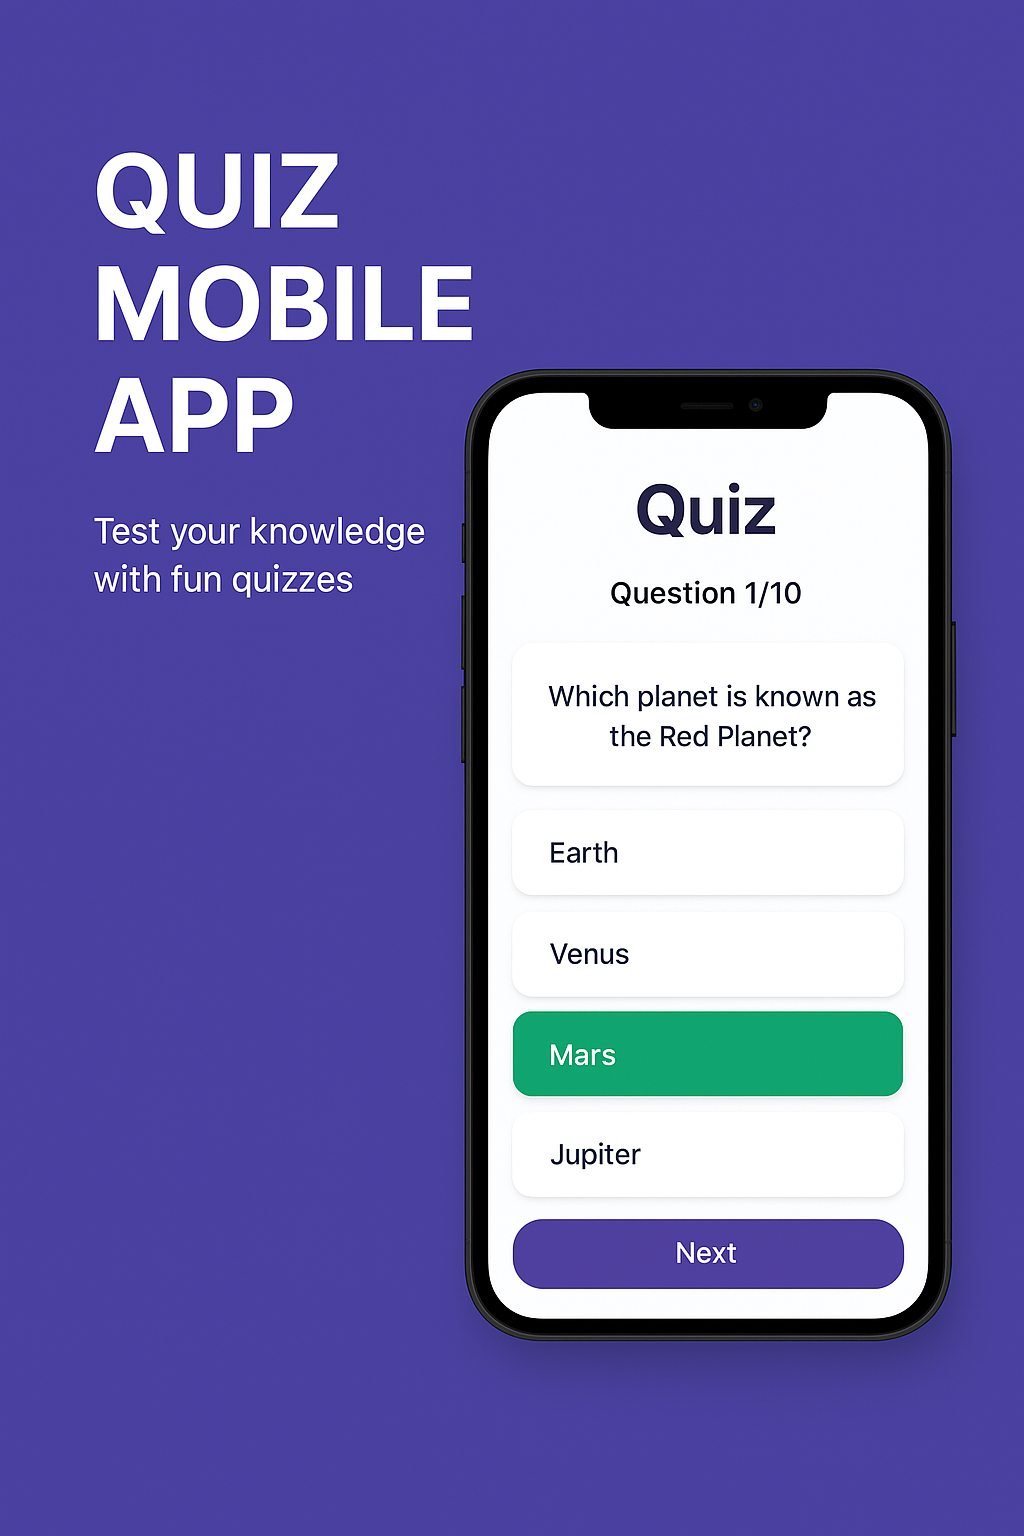 QUIZ
MOBILE
APP
Test your knowledge
with fun quizzes
Quiz
Question 1/10
Which planet is known as
the Red Planet?
Earth
Venus
Mars
Jupiter
Next